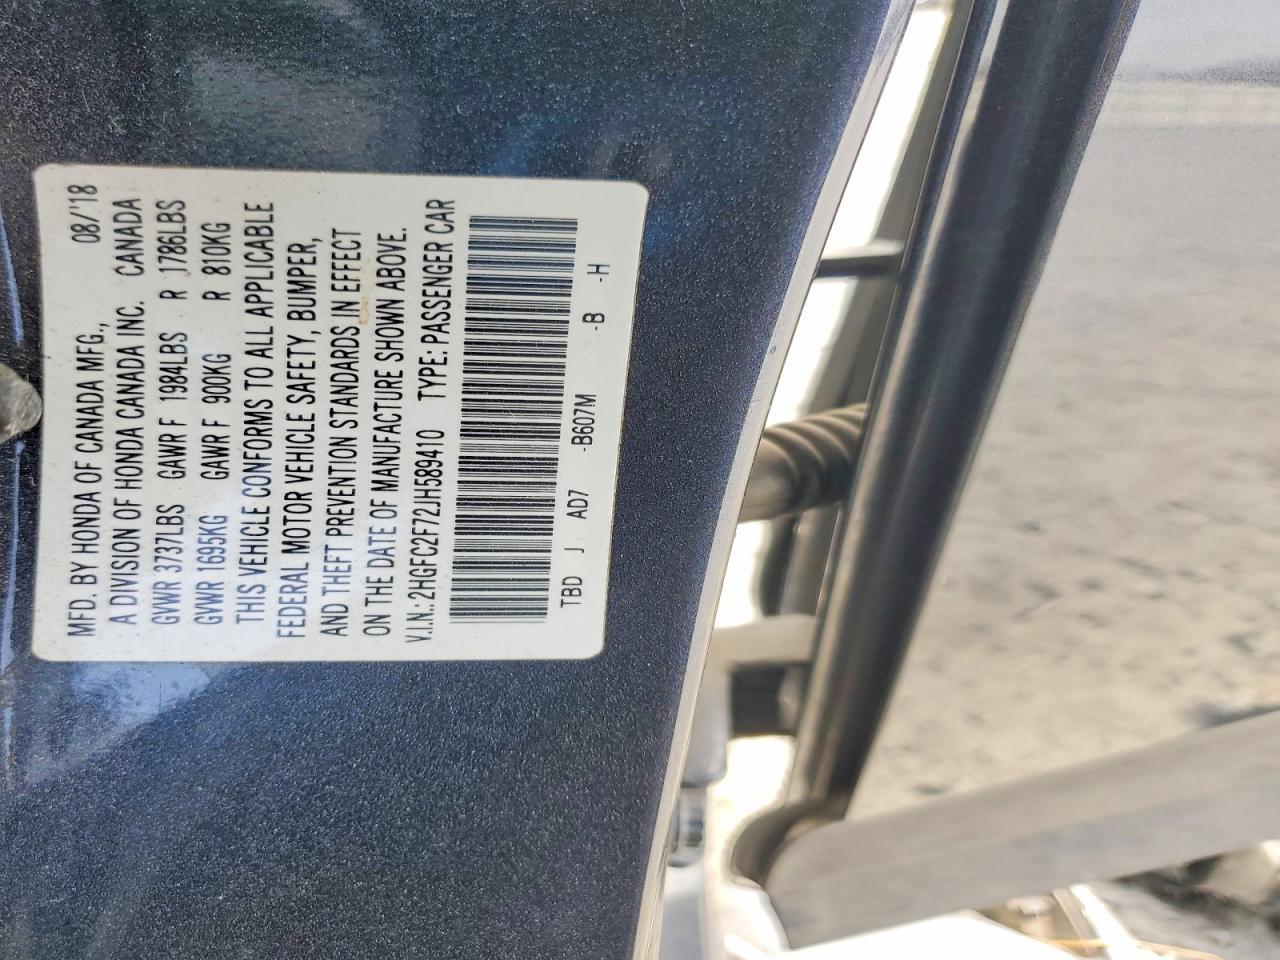 MFD. BY HONDA OF CANADA MFG., 08/'18
A DIVISION OF HONDA CANADA INC. CANADA
GVWR 3737LBS GAWR F 1984LBS R 1786LBS
GVWR 1695KG GAWR F 900KG R 810KG
THIS VEHICLE CONFORMS TO ALL APPLICABLE
FEDERAL MOTOR VEHICLE SAFETY, BUMPER,
AND THEFT PREVENTION STANDARDS IN EFFECT
ON THE DATE OF MANUFACTURE SHOWN ABOVE.
V.I.N.: 2HGFC2F72JH589410 TYPE: PASSENGER CAR
TBD J AD7 -B607M -B -H